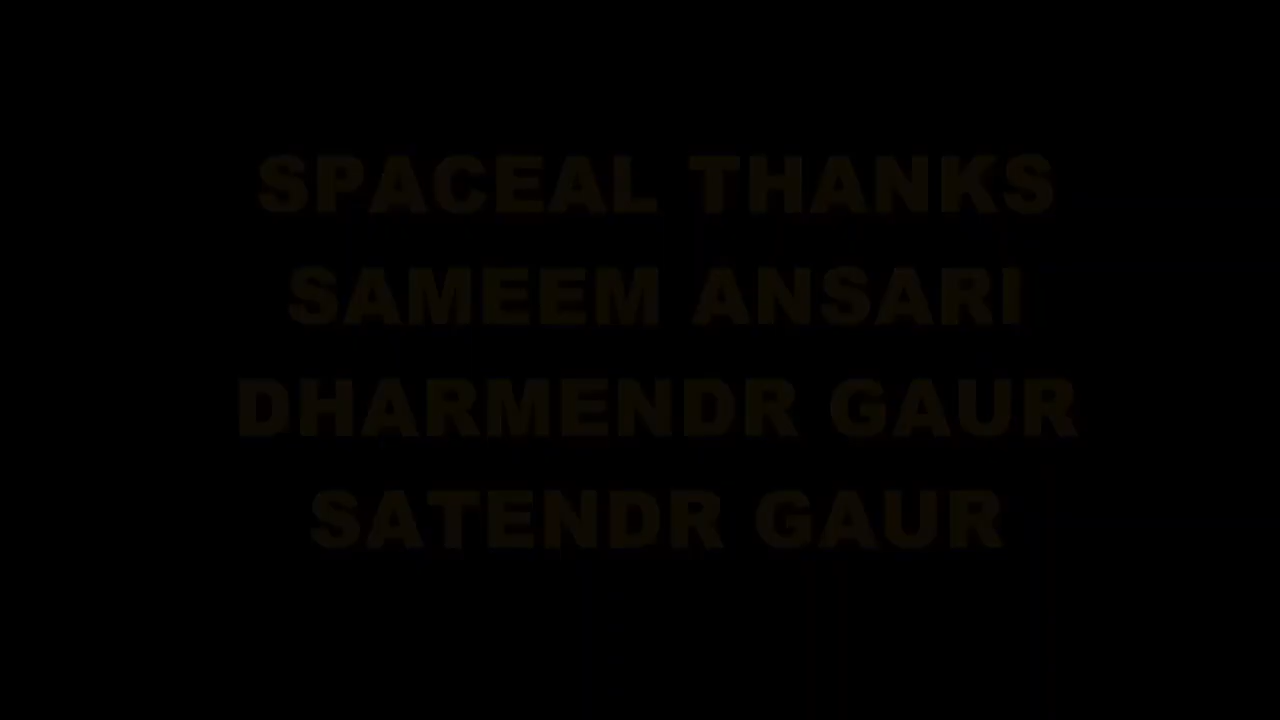 SPACEAL THANKS
SAMEEM ANSARI
DHARMENDR GAUR
SATENDR GAUR